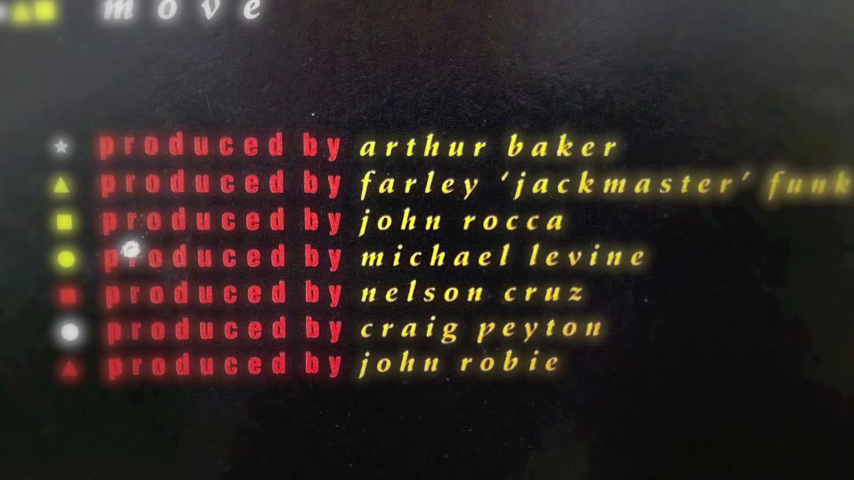 move
produced by arthur baker
produced by farley 'jackmaster' funk
produced by john rocca
produced by michael levine
produced by nelson cruz
produced by craig peyton
produced by john robie